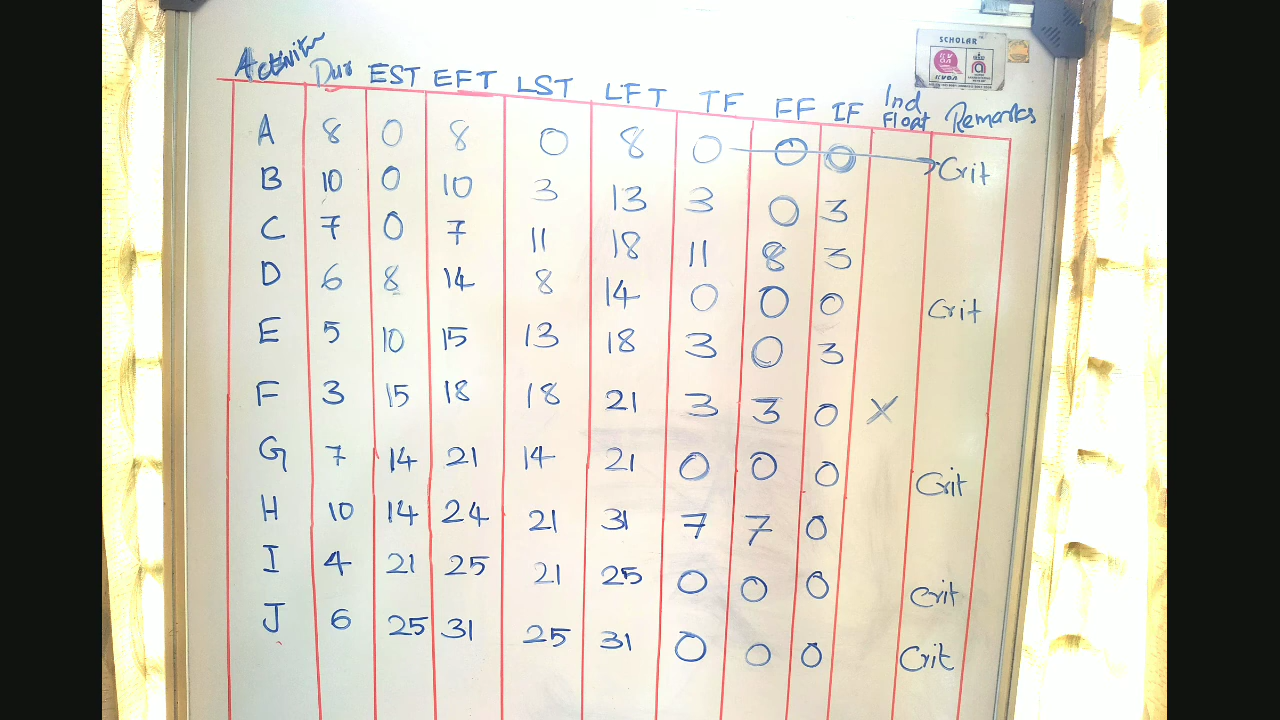 Activity Dur EST EFT LST LFT TF FF IF Ind Float Remarks
SCHOLAR
A 8 0 8 0 8 0 0 0 Crit
B 10 0 10 3 13 3 0 3
C 7 0 7 11 18 11 8 3
D 6 8 14 8 14 0 0 0 Crit
E 5 10 15 13 18 3 0 3
F 3 15 18 18 21 3 3 0 X
G 7 14 21 14 21 0 0 0 Crit
H 10 14 24 21 31 7 7 0
I 4 21 25 21 25 0 0 0 Crit
J 6 25 31 25 31 0 0 0 Crit